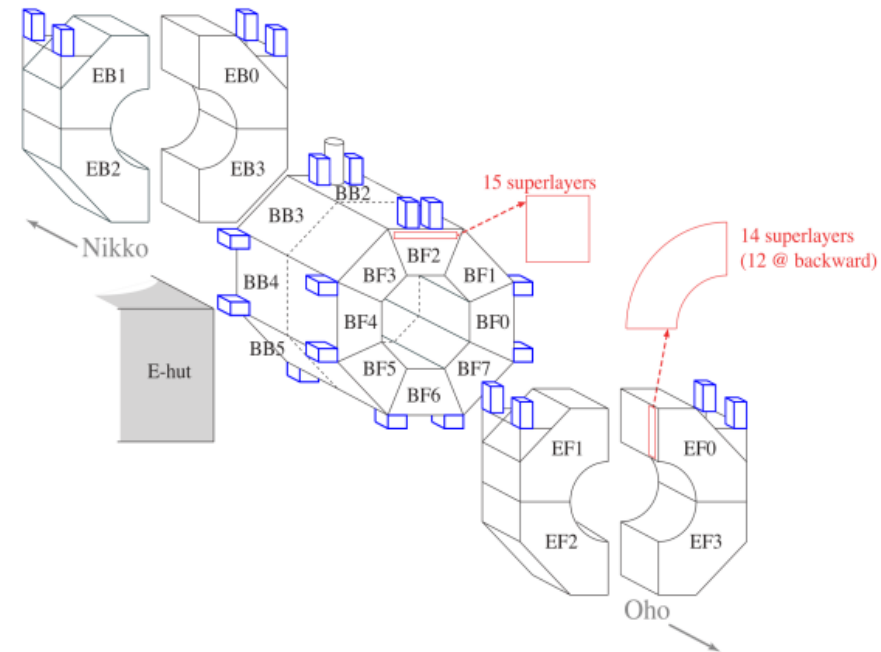 EB1
EB0
EB2
EB3
Nikko
BB2
BB3
BB4
BB5
15 superlayers
BF2
BF3
BF1
BF4
BF0
BF5
BF7
BF6
14 superlayers
(12 @ backward)
E-hut
EF1
EF0
EF2
EF3
Oho